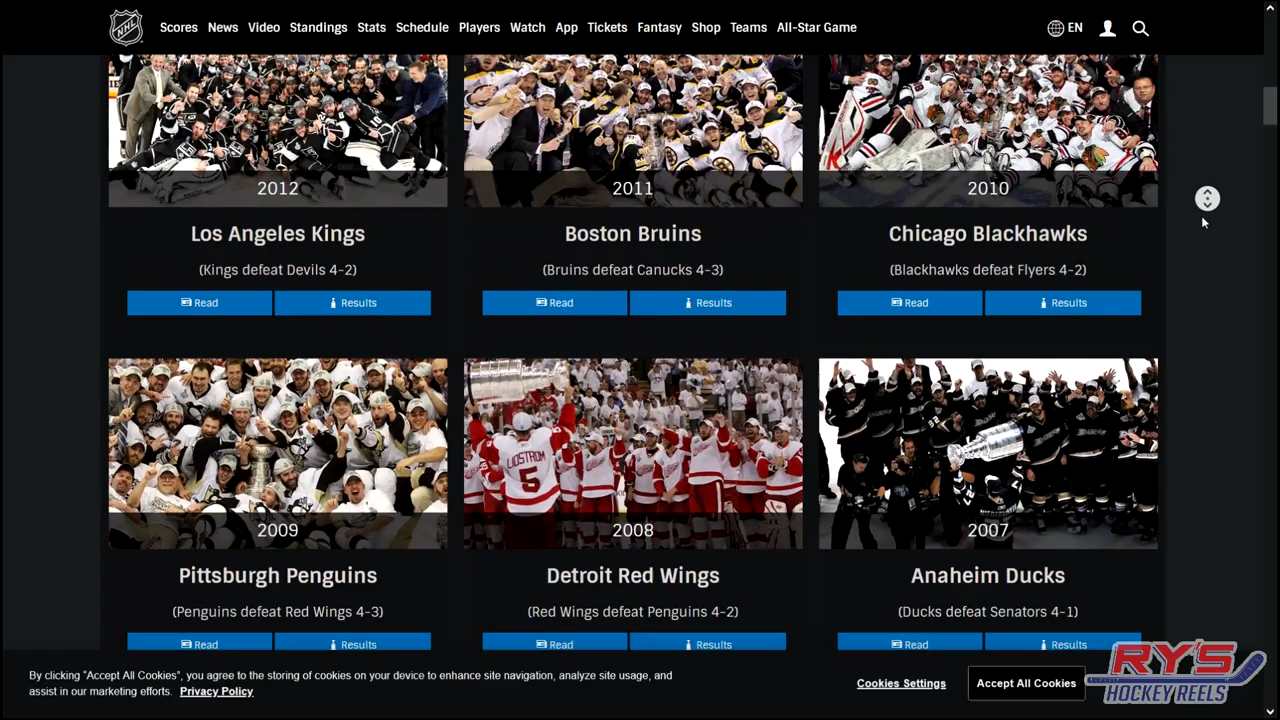 NHL Scores News Video Standings Stats Schedule Players Watch App Tickets Fantasy Shop Teams All-Star Game EN
2012 2011 2010
Los Angeles Kings Boston Bruins Chicago Blackhawks
(Kings defeat Devils 4-2) (Bruins defeat Canucks 4-3) (Blackhawks defeat Flyers 4-2)
Read Results Read Results Read Results
LIDSTROM
5
2009 2008 2007
Pittsburgh Penguins Detroit Red Wings Anaheim Ducks
(Penguins defeat Red Wings 4-3) (Red Wings defeat Penguins 4-2) (Ducks defeat Senators 4-1)
Read Results Read Results Read Results
By clicking "Accept All Cookies", you agree to the storing of cookies on your device to enhance site navigation, analyze site usage, and
assist in our marketing efforts. Privacy Policy
Cookies Settings Accept All Cookies
RY'S
HOCKEY REELS